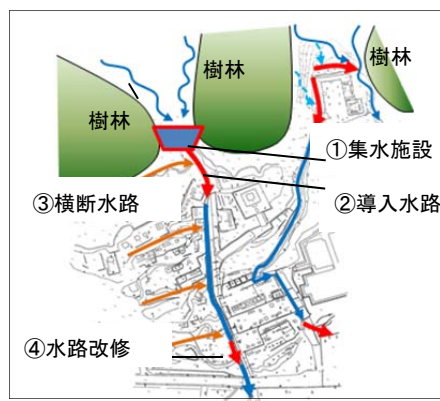 樹林
樹林
樹林
①集水施設
③横断水路
②導入水路
④水路改修